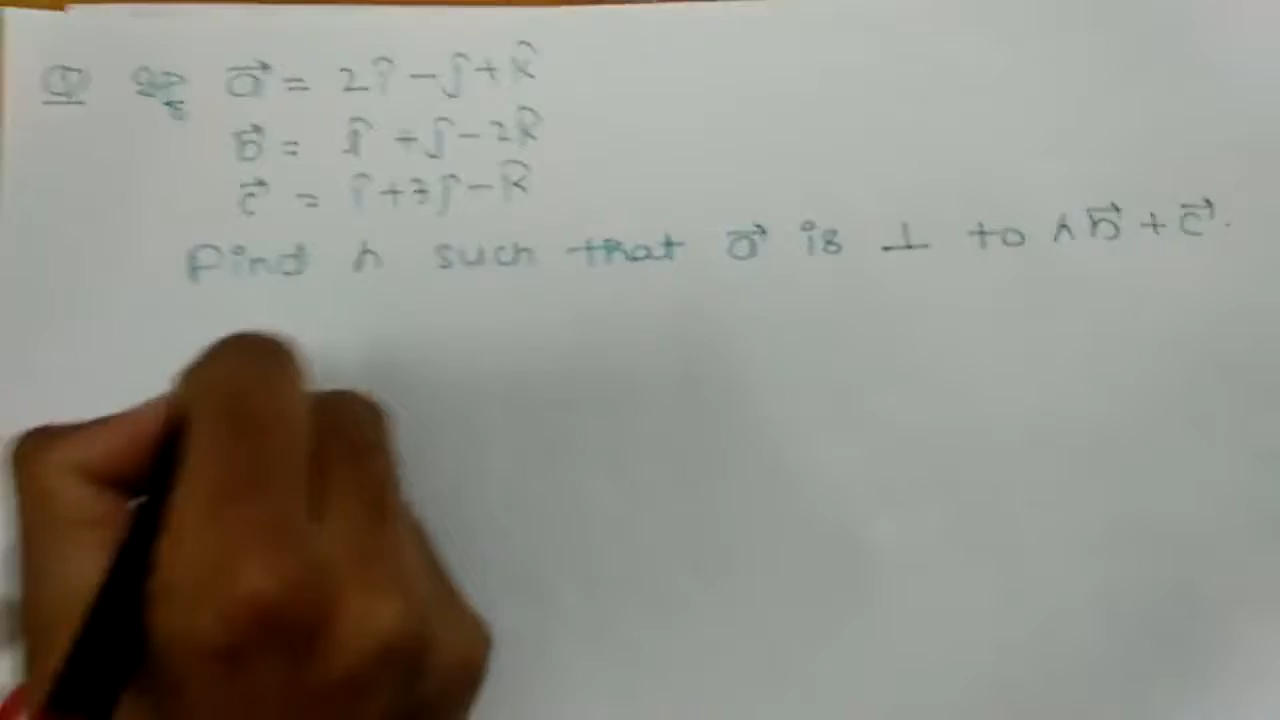 Q If a⃗ = 2î - ĵ + k̂
b⃗ = î + ĵ - 2k̂
c⃗ = î + 3ĵ - k̂
Find λ such that a⃗ is ⊥ to λb⃗ + c⃗.